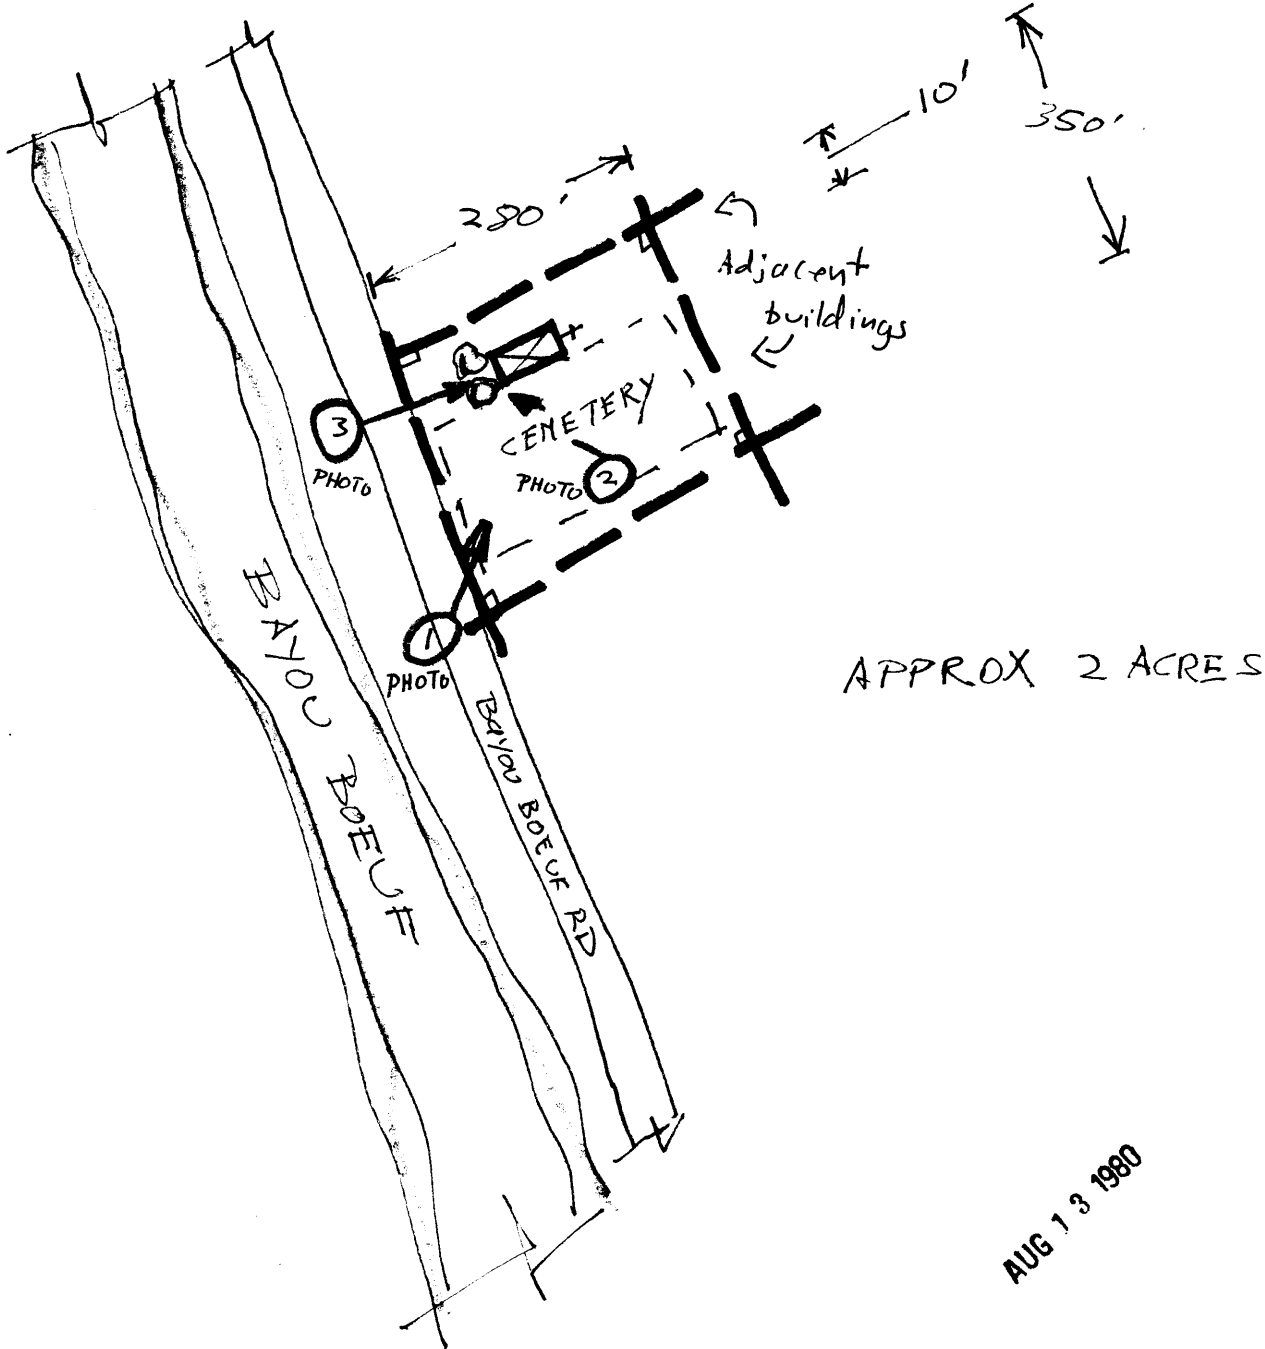 10'
350'
280'
Adjacent
buildings
CEMETERY
3
PHOTO
PHOTO 2
1
PHOTO
BAYOU BOEUF
BAYOU BOEUF RD
APPROX 2 ACRES
AUG 13 1980